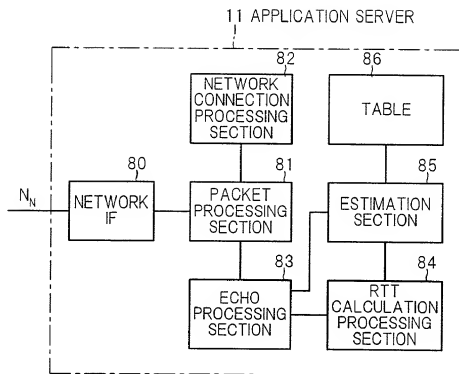 11 APPLICATION SERVER
82
NETWORK
CONNECTION
PROCESSING
SECTION
86
TABLE
80
NETWORK
IF
NN
81
PACKET
PROCESSING
SECTION
85
ESTIMATION
SECTION
83
ECHO
PROCESSING
SECTION
84
RTT
CALCULATION
PROCESSING
SECTION